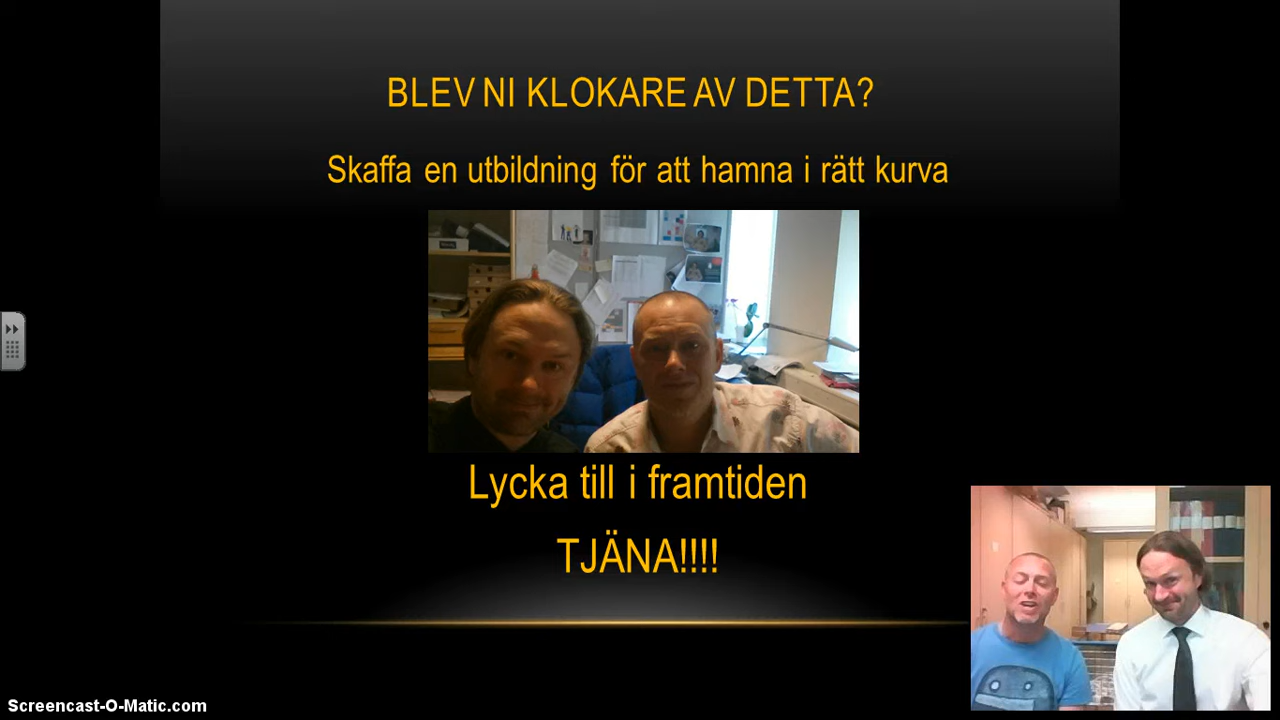 BLEV NI KLOKARE AV DETTA?
Skaffa en utbildning för att hamna i rätt kurva
Lycka till i framtiden
TJÄNA!!!!
Screencast-O-Matic.com